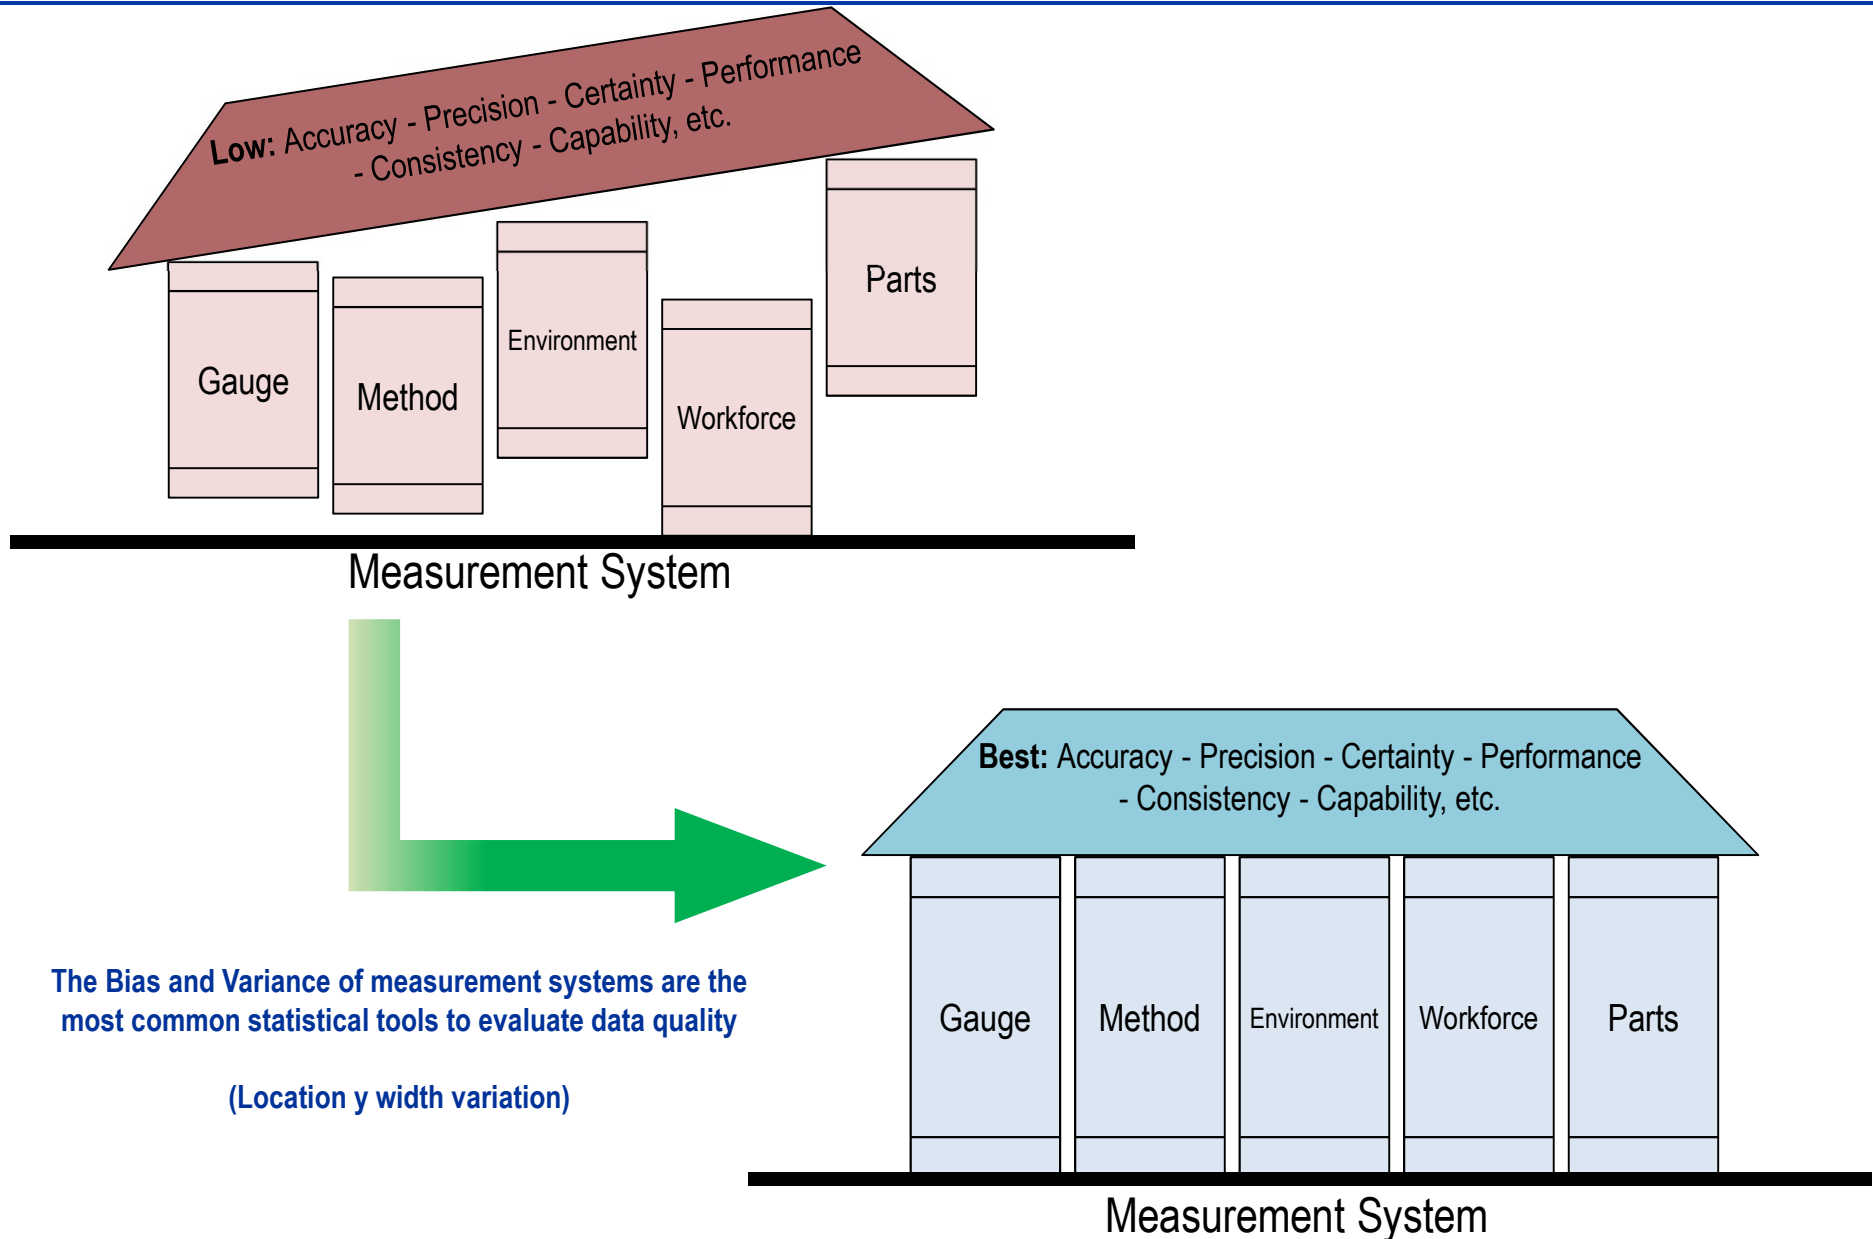 Low: Accuracy - Precision - Certainty - Performance
- Consistency - Capability, etc.
Gauge
Method
Environment
Workforce
Parts
Measurement System
Best: Accuracy - Precision - Certainty - Performance
- Consistency - Capability, etc.
The Bias and Variance of measurement systems are the
most common statistical tools to evaluate data quality
(Location y width variation)
Gauge
Method
Environment
Workforce
Parts
Measurement System